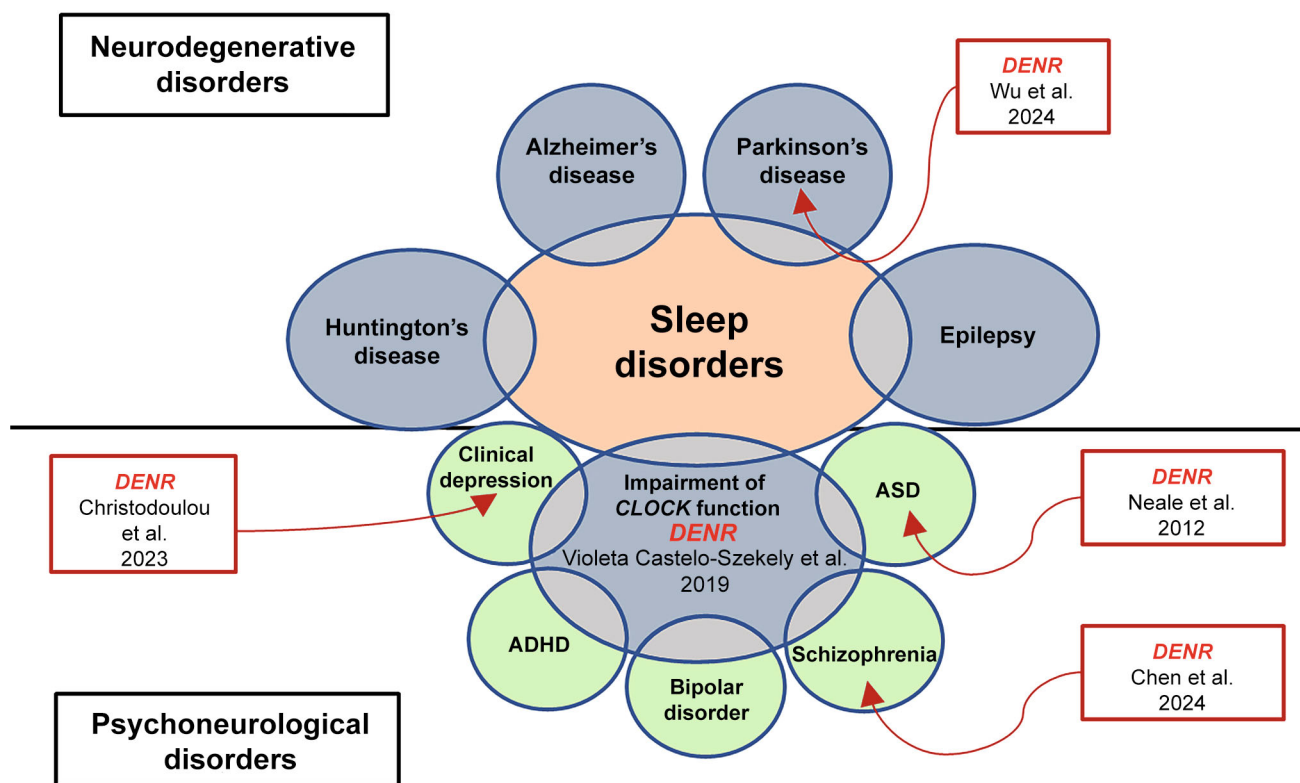 Neurodegenerative
disorders
DENR
Wu et al.
2024
Alzheimer's
disease
Parkinson's
disease
Huntington's
disease
Sleep
disorders
Epilepsy
DENR
Christodoulou
et al.
2023
Clinical
depression
Impairment of
CLOCK function
DENR
Violeta Castelo-Szekely et al.
2019
ASD
DENR
Neale et al.
2012
ADHD
Bipolar
disorder
Schizophrenia
DENR
Chen et al.
2024
Psychoneurological
disorders